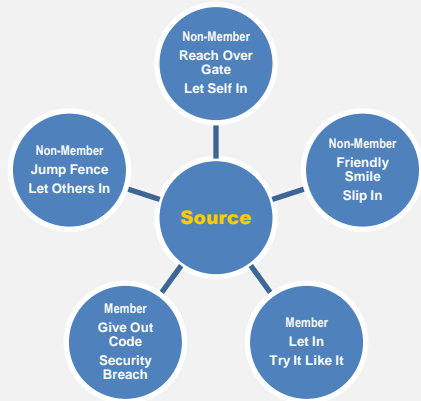 Non-Member
Reach Over
Gate
Let Self In
Non-Member
Jump Fence
Let Others In
Non-Member
Friendly
Smile
Slip In
Source
Member
Give Out
Code
Security
Breach
Member
Let In
Try It Like It